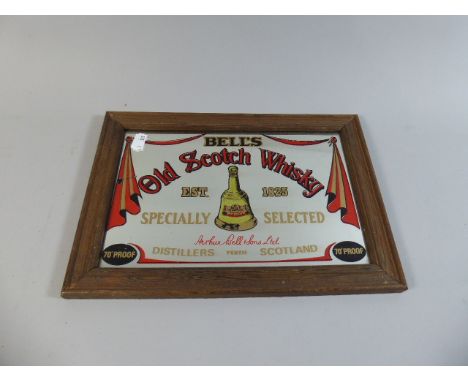 BELL'S
Old Scotch Whisky
EST 1825
SPECIALLY SELECTED
Arthur Bell & Sons Ltd.
DISTILLERS PERTH SCOTLAND
70° PROOF 70° PROOF